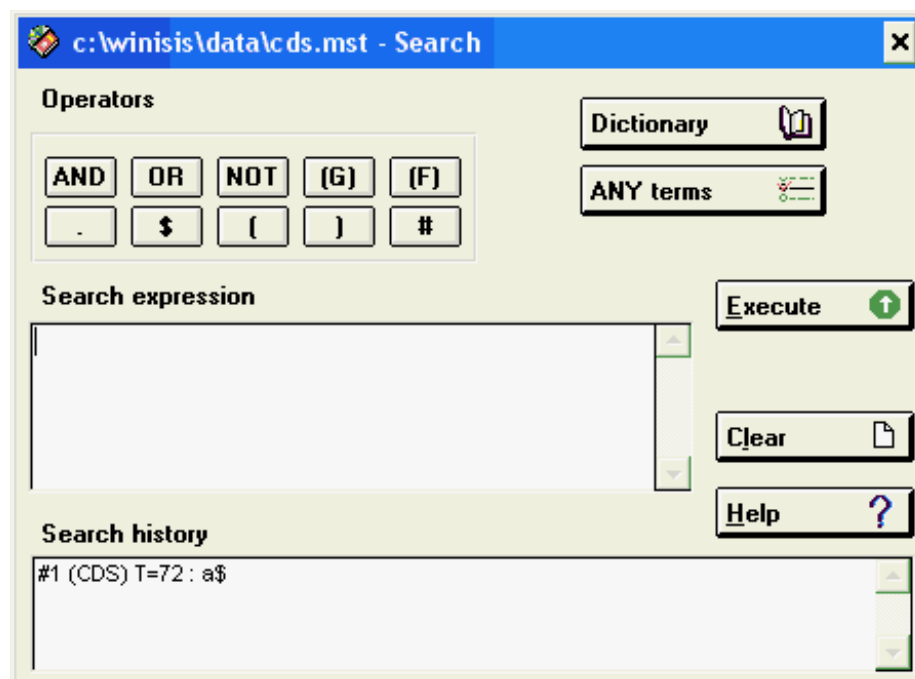 c:\winisis\data\cds.mst - Search
Operators
Dictionary
AND OR NOT (G) (F)
ANY terms
. $ ( ) #
Search expression
Execute
Clear
Help
Search history
#1 (CDS) T=72 : a$